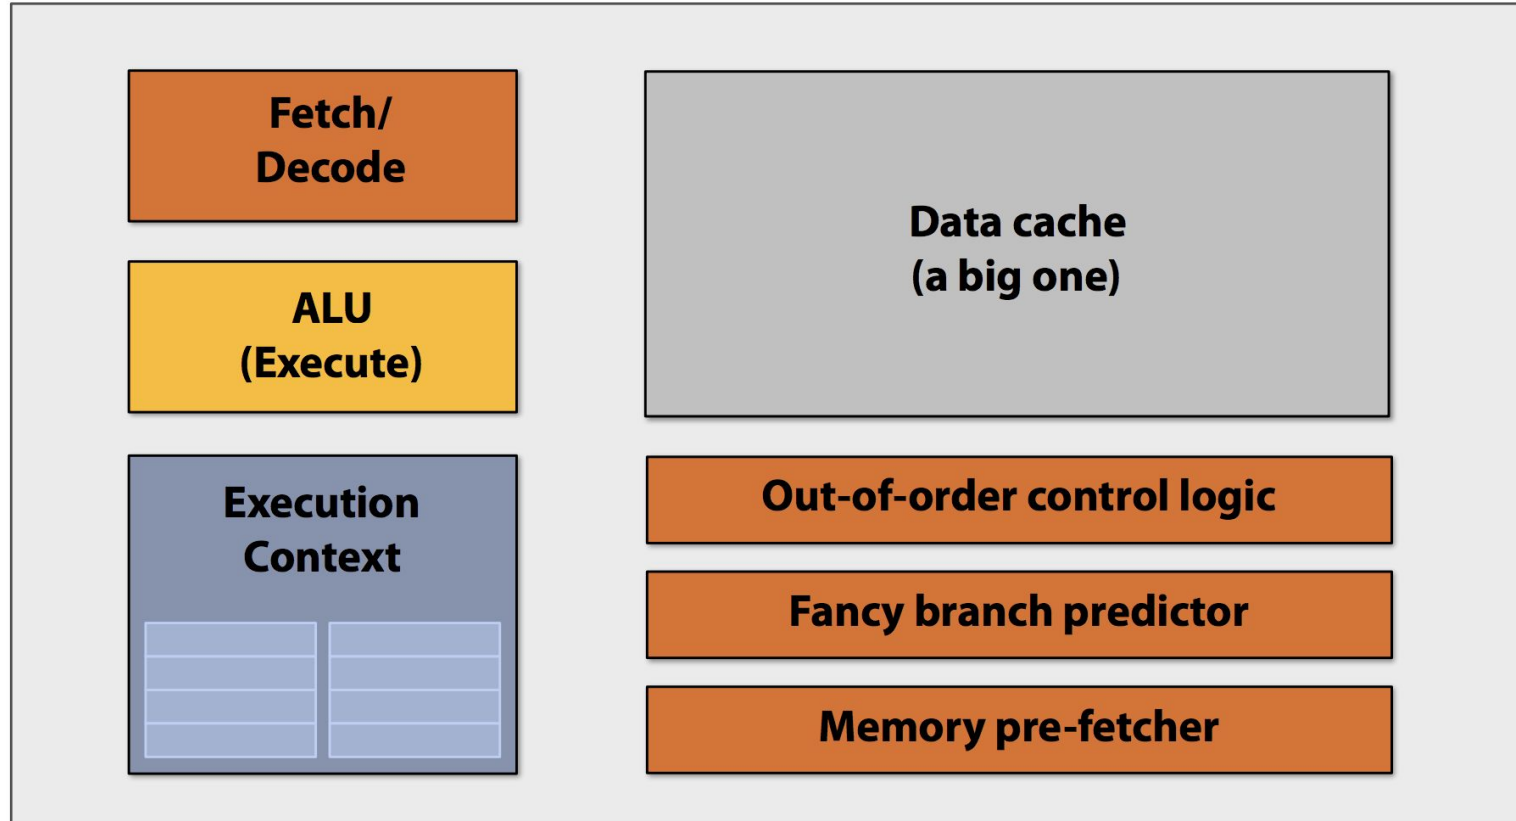 Fetch/
Decode
ALU
(Execute)
Execution
Context
Data cache
(a big one)
Out-of-order control logic
Fancy branch predictor
Memory pre-fetcher